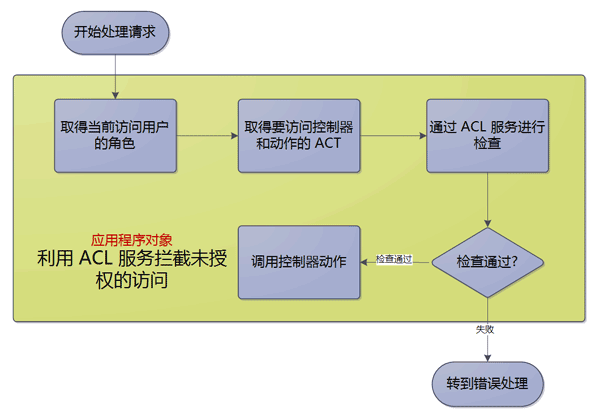 开始处理请求
取得当前访问用户
的角色
取得要访问控制器
和动作的 ACT
通过 ACL 服务进行
检查
应用程序对象
利用 ACL 服务拦截未授
权的访问
调用控制器动作
检查通过
检查通过?
失败
转到错误处理